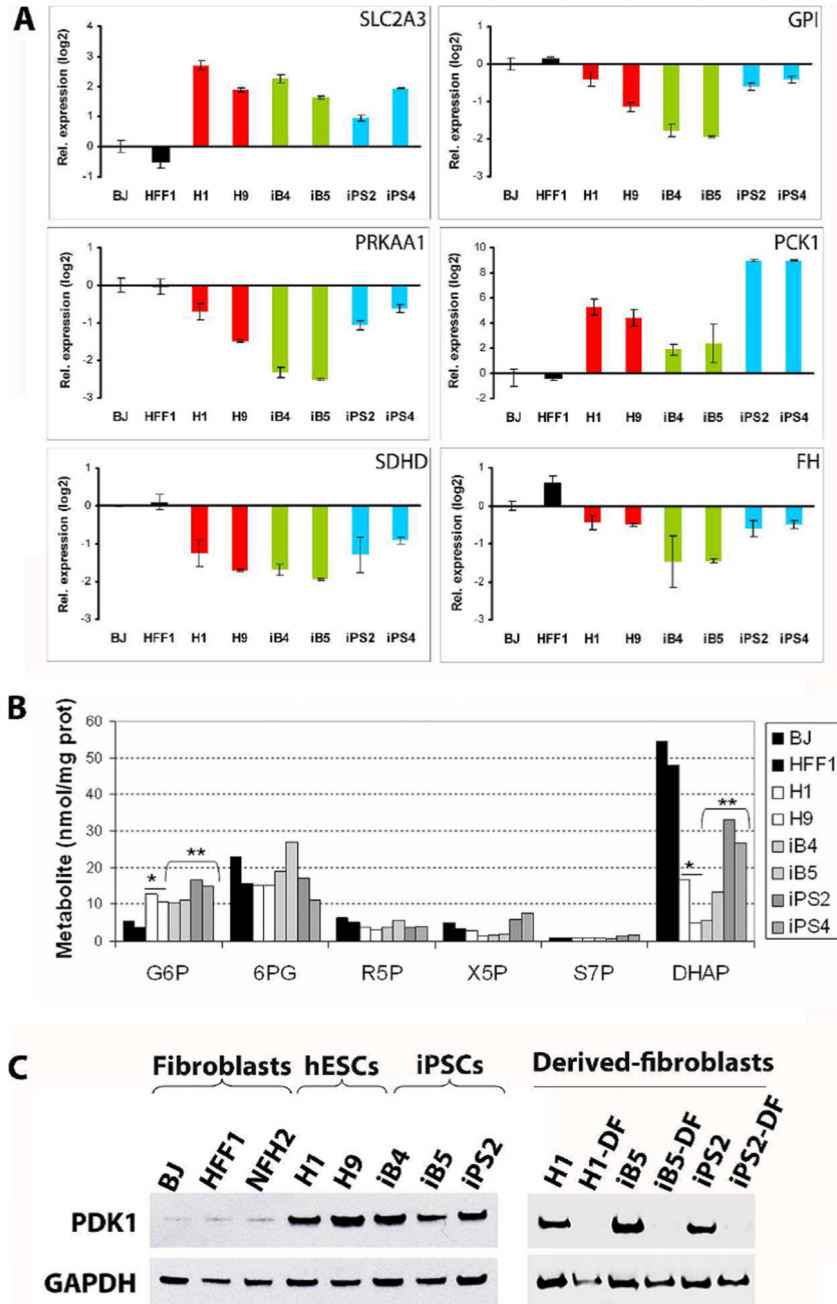 A
SLC2A3
Rel. expression (log2)
4
3
2
1
0
-1
BJ HFF1 H1 H9 iB4 iB5 iPS2 iPS4
GPI
Rel. expression (log2)
1
0
-1
-2
-3
BJ HFF1 H1 H9 iB4 iB5 iPS2 iPS4
PRKAA1
Rel. expression (log2)
1
0
-1
-2
-3
BJ HFF1 H1 H9 iB4 iB5 iPS2 iPS4
PCK1
Rel. expression (log2)
10
8
6
4
2
0
-2
BJ HFF1 H1 H9 iB4 iB5 iPS2 iPS4
SDHD
Rel. expression (log2)
1
0
-1
-2
-3
BJ HFF1 H1 H9 iB4 iB5 iPS2 iPS4
FH
Rel. expression (log2)
1
0
-1
-2
-3
BJ HFF1 H1 H9 iB4 iB5 iPS2 iPS4
B
Metabolite (nmol/mg prot)
60
50
40
30
20
10
0
* **
* **
G6P 6PG R5P X5P S7P DHAP
BJ
HFF1
H1
H9
iB4
iB5
iPS2
iPS4
C
Fibroblasts hESCs iPSCs
BJ HFF1 NFH2 H1 H9 iB4 iB5 iPS2
Derived-fibroblasts
H1 H1-DF iB5 iB5-DF iPS2 iPS2-DF
PDK1
GAPDH